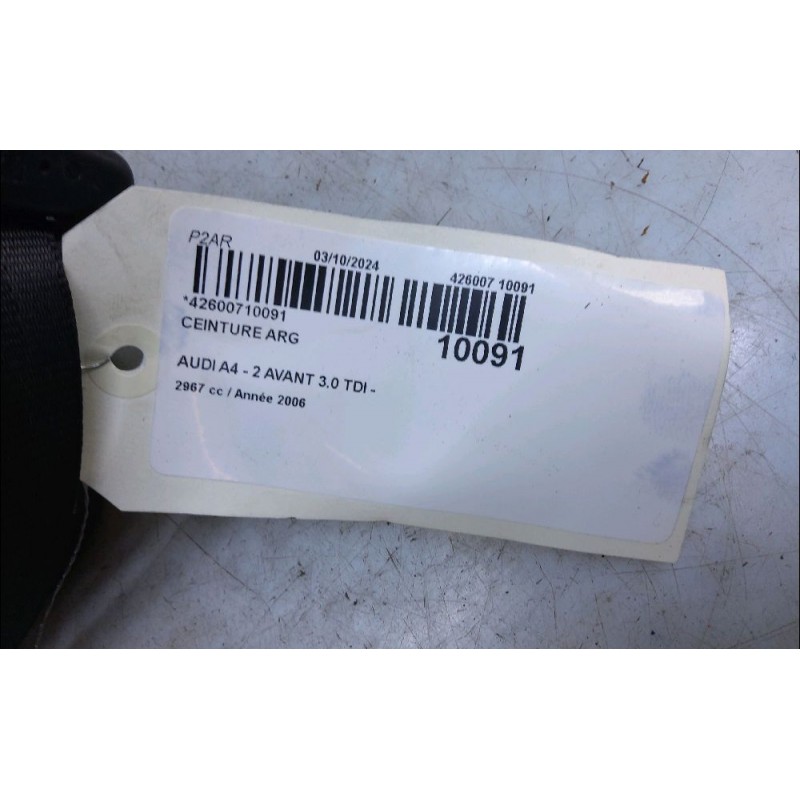 P2AR
03/10/2024
426007 10091
*42600710091
10091
CEINTURE ARG
AUDI A4 - 2 AVANT 3.0 TDI -
2967 cc / Année 2006